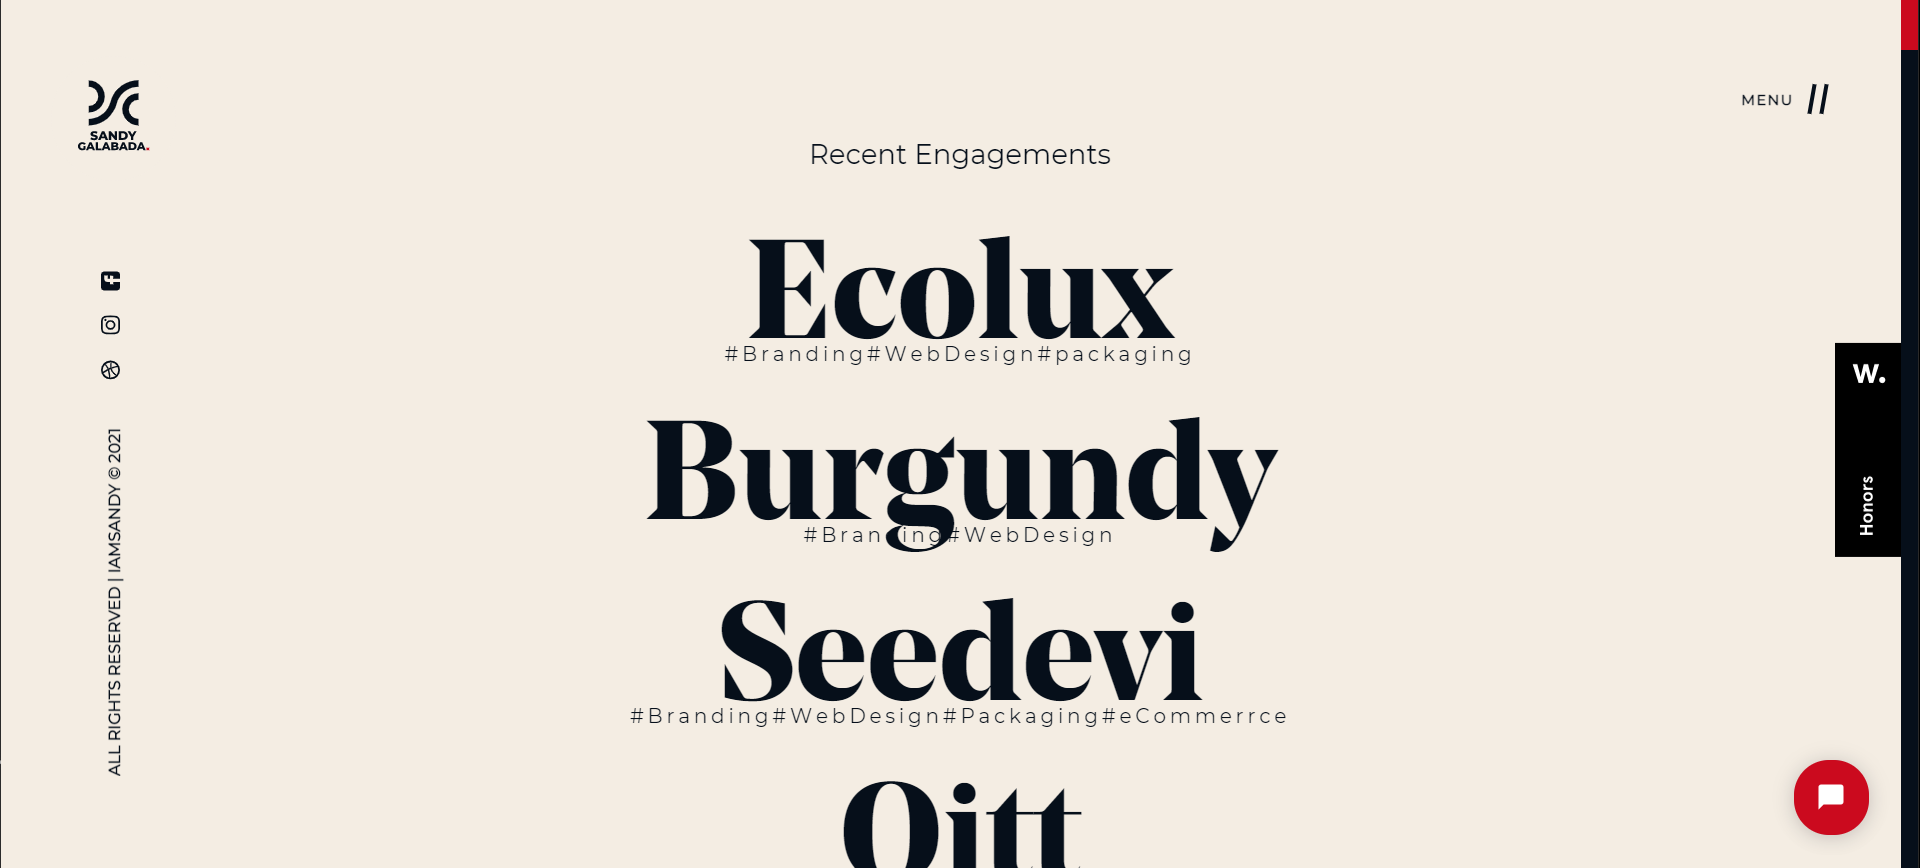 SANDY
GALABADA.
MENU
Recent Engagements
Ecolux
#Branding#WebDesign#packaging
Burgundy
#Branding#WebDesign
Seedevi
#Branding#WebDesign#Packaging#eCommerrce
ALL RIGHTS RESERVED | IAMSANDY © 2021
W.
Honors